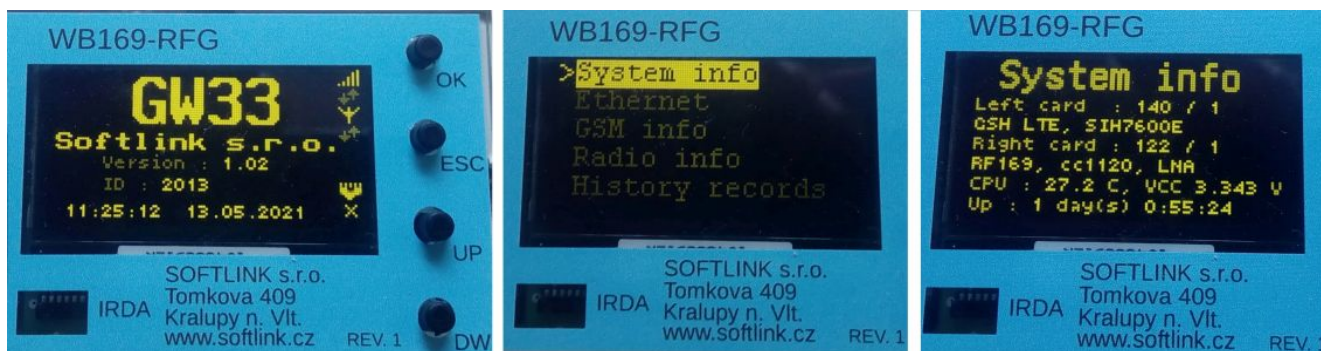 WB169-RFG
GW33
Softlink s.r.o.
Version : 1.02
ID : 2013
11:25:12 13.05.2021
OK
ESC
UP
DW
IRDA
SOFTLINK s.r.o.
Tomkova 409
Kralupy n. Vlt.
www.softlink.cz
REV. 1
WB169-RFG
>System info
Ethernet
GSM info
Radio info
History records
IRDA
SOFTLINK s.r.o.
Tomkova 409
Kralupy n. Vlt.
www.softlink.cz
REV. 1
WB169-RFG
System info
Left card : 140 / 1
GSM LTE, SIM7600E
Right card : 122 / 1
RF169, cc1120, LNA
CPU : 27.2 C, VCC 3.343 V
Up : 1 day(s) 0:55:24
IRDA
SOFTLINK s.r.o.
Tomkova 409
Kralupy n. Vlt.
www.softlink.cz
REV.